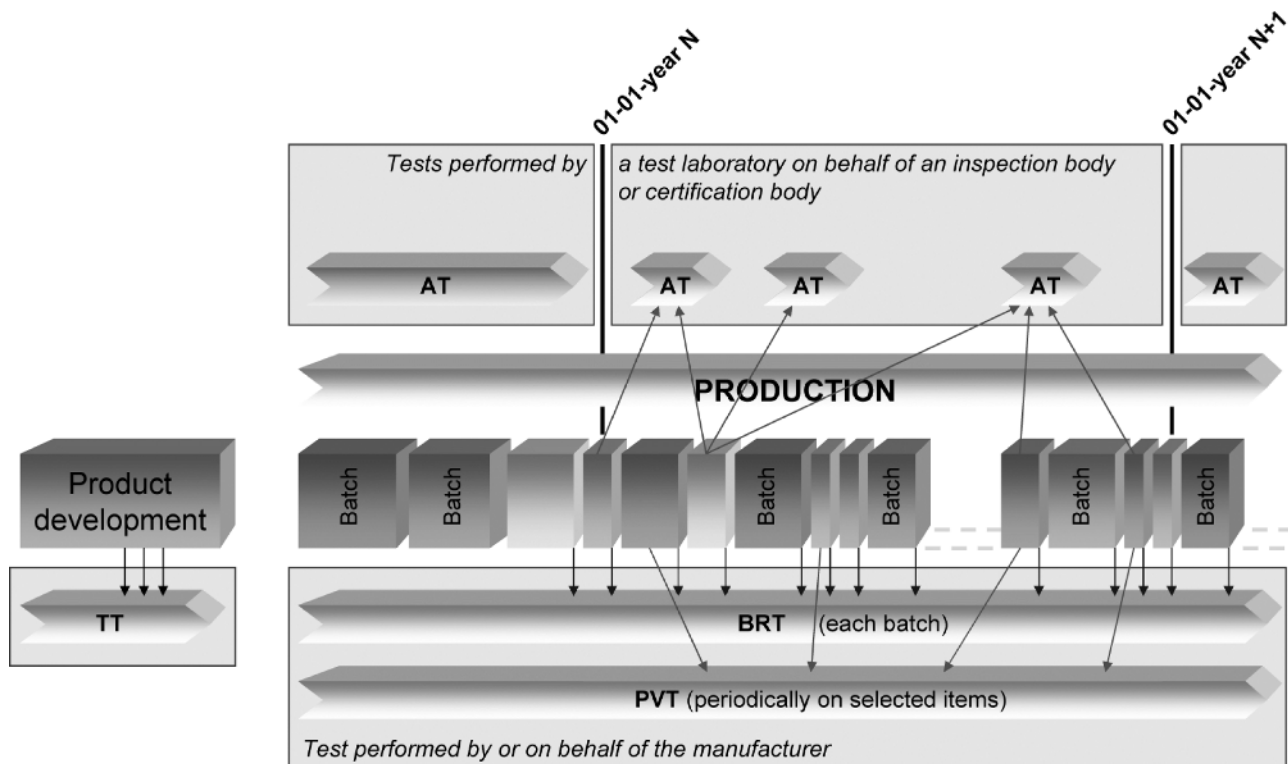 01-01-year N
01-01-year N+1
Tests performed by
a test laboratory on behalf of an inspection body
or certification body
AT
AT
AT
AT
AT
PRODUCTION
Product
development
Batch
Batch
Batch
Batch
Batch
Batch
TT
BRT (each batch)
PVT (periodically on selected items)
Test performed by or on behalf of the manufacturer